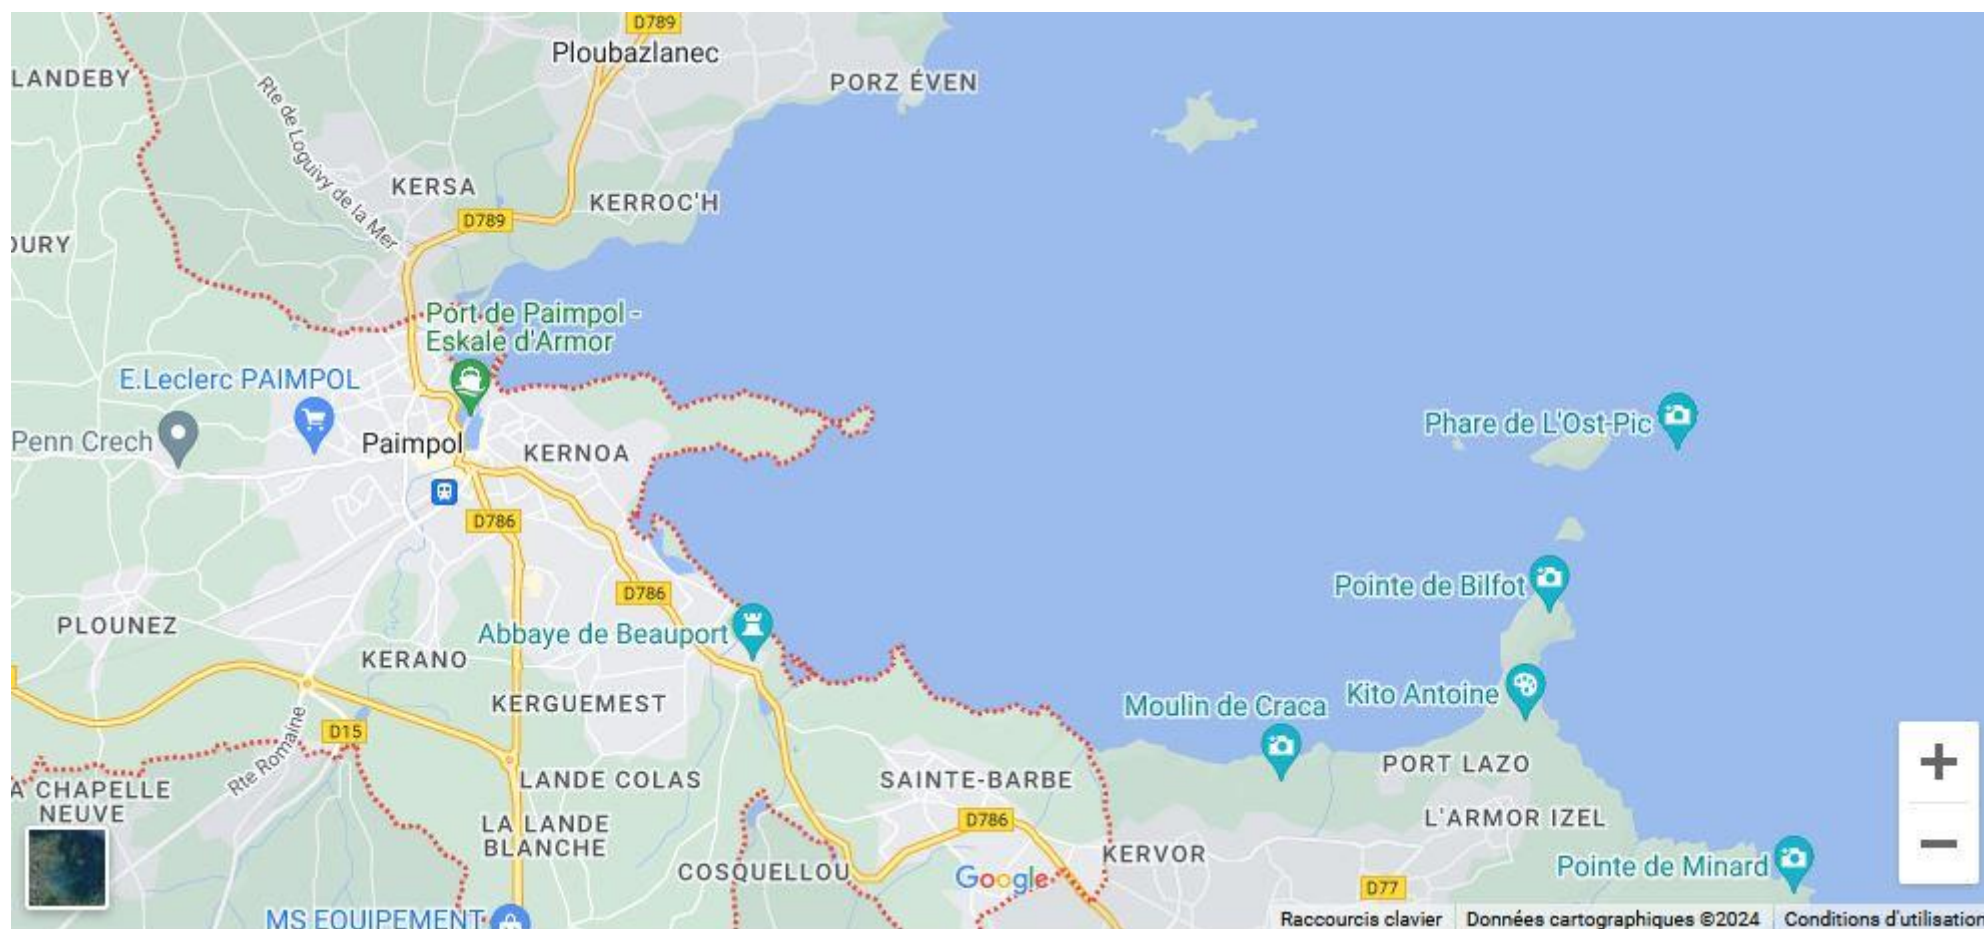 D789
Ploubazlanec
LANDEBY
PORZ ÉVEN
Rte de Loguivy de la Mer
KERSA
KERROC'H
D789
OURY
Port de Paimpol -
Eskale d'Armor
E.Leclerc PAIMPOL
Penn Crech
Paimpol
KERNOA
Phare de L'Ost-Pic
D786
Pointe de Bilfot
D786
PLOUNEZ
Abbaye de Beauport
KERANO
KERGUEMEST
Kito Antoine
Moulin de Craca
D15
Rte Romaine
PORT LAZO
LANDE COLAS
SAINTE-BARBE
A CHAPELLE
NEUVE
L'ARMOR IZEL
D786
LA LANDE
BLANCHE
KERVOR
COSQUELLOU
Google
Pointe de Minard
D77
MS EQUIPEMENT
Raccourcis clavier
Données cartographiques ©2024
Conditions d'utilisation